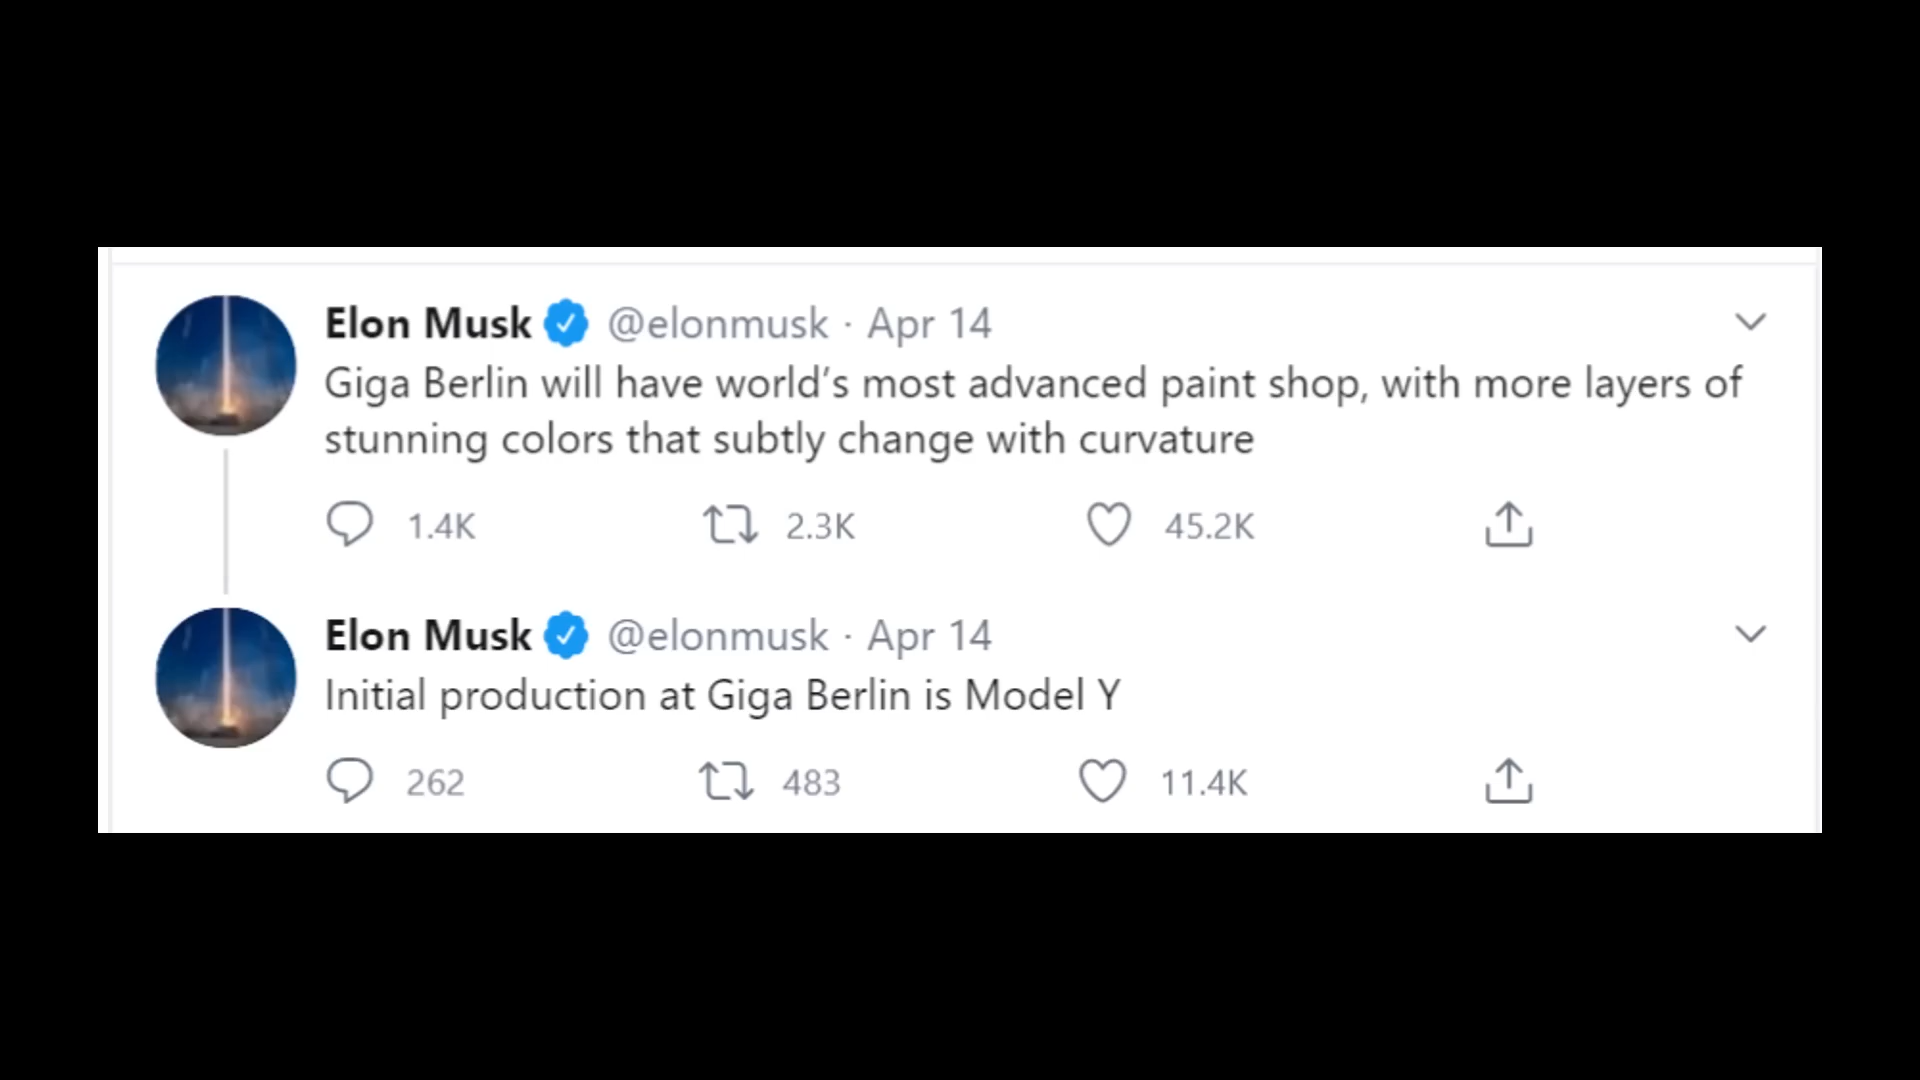 Elon Musk @elonmusk · Apr 14
Giga Berlin will have world’s most advanced paint shop, with more layers of
stunning colors that subtly change with curvature
1.4K 2.3K 45.2K
Elon Musk @elonmusk · Apr 14
Initial production at Giga Berlin is Model Y
262 483 11.4K